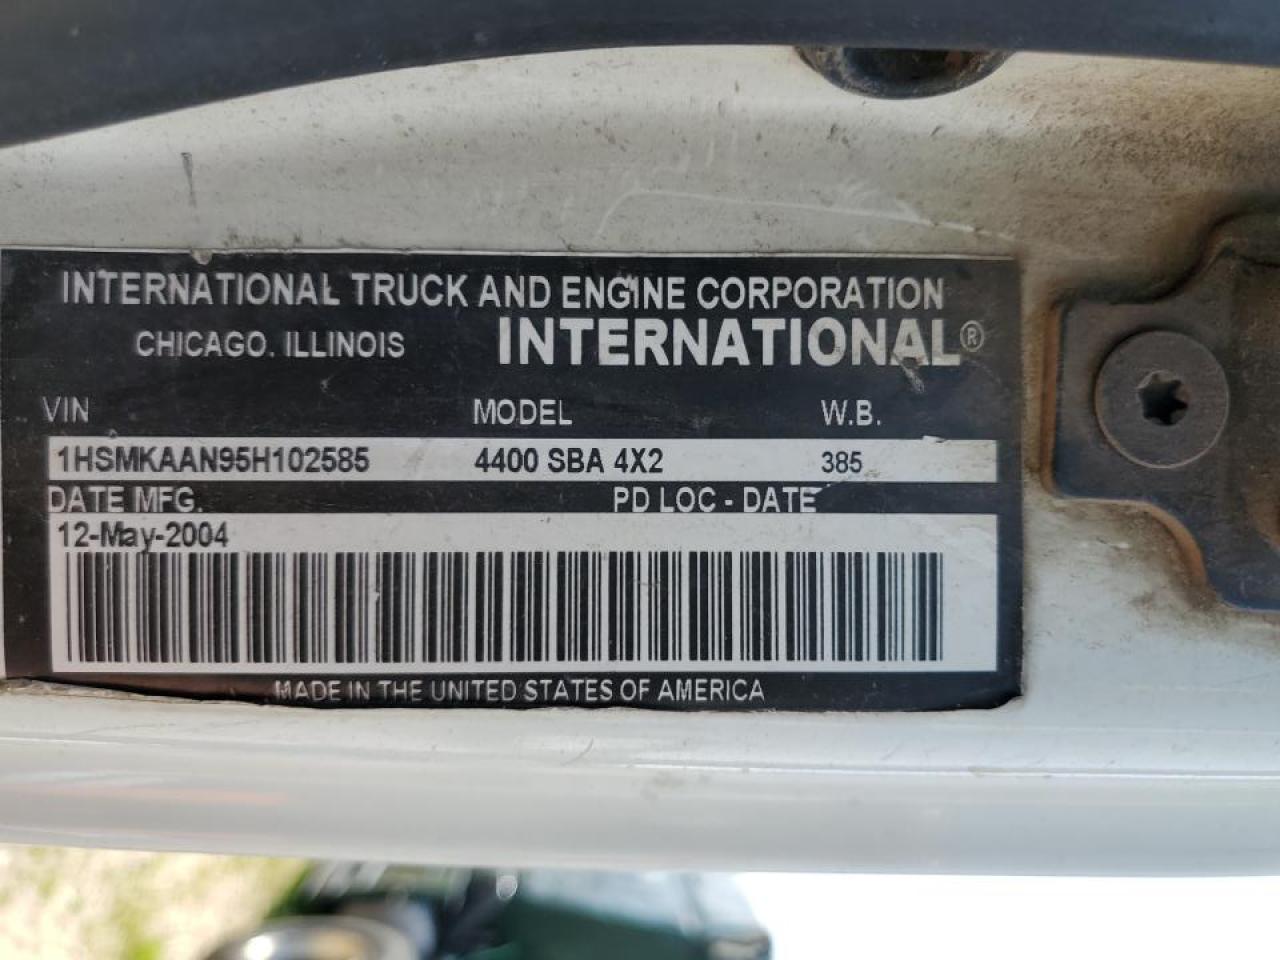 INTERNATIONAL TRUCK AND ENGINE CORPORATION
CHICAGO. ILLINOIS INTERNATIONAL®
VIN MODEL W.B.
1HSMKAAN95H102585 4400 SBA 4X2 385
DATE MFG. PD LOC - DATE
12-May-2004
MADE IN THE UNITED STATES OF AMERICA